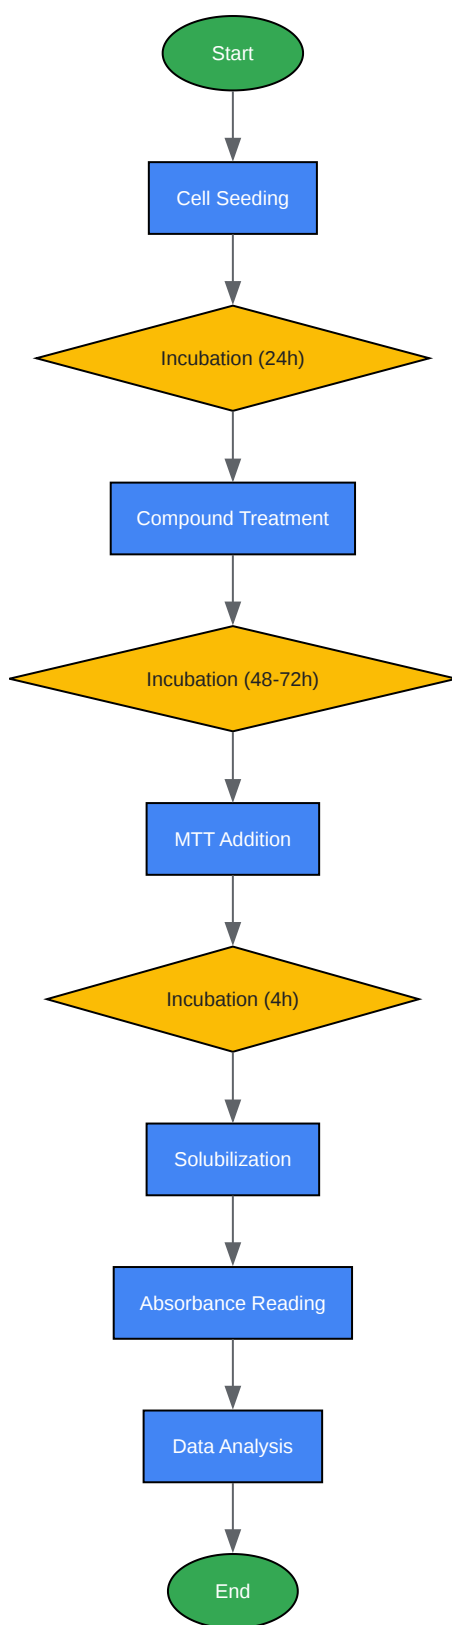 Start
Cell Seeding
Incubation (24h)
Compound Treatment
Incubation (48-72h)
MTT Addition
Incubation (4h)
Solubilization
Absorbance Reading
Data Analysis
End